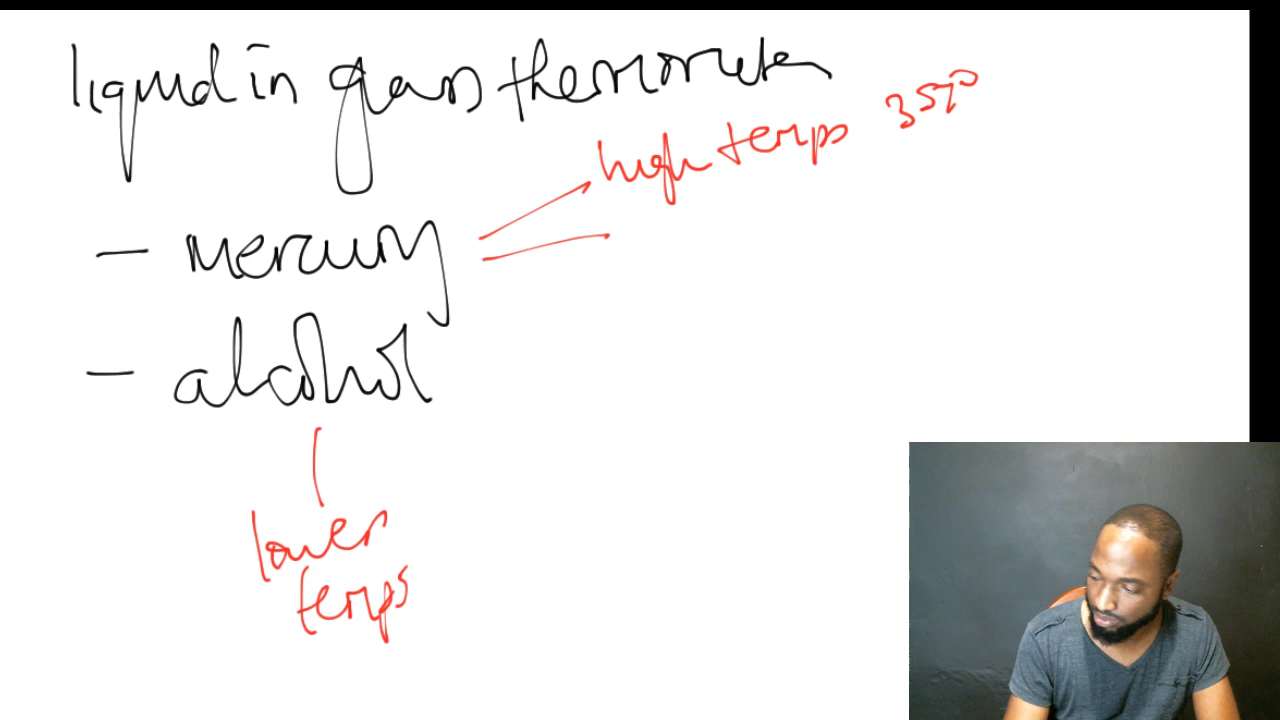 liquid in glass thermometer
high temps 357°
- mercury
- alcohol
lower
temps